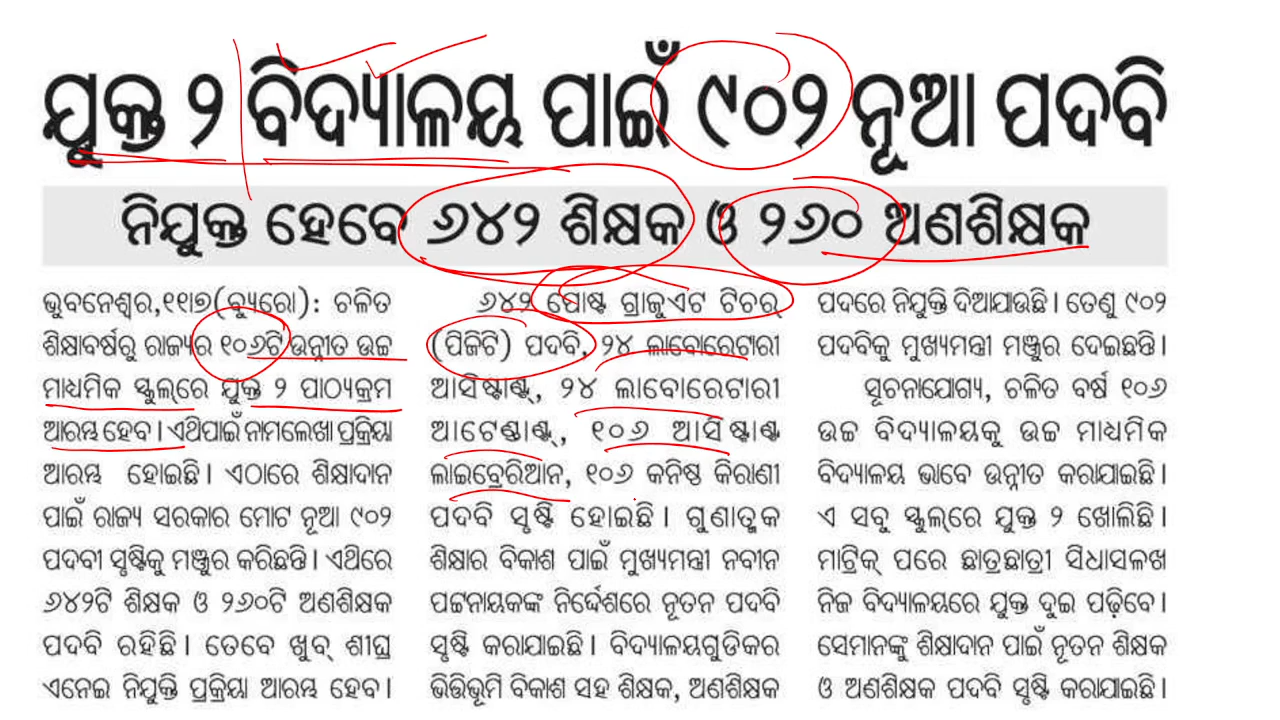 ଯୁକ୍ତ ୨ ବିଦ୍ୟାଳୟ ପାଇଁ ୯୦୨ ନୂଆ ପଦବି
ନିଯୁକ୍ତ ହେବେ ୬୪୨ ଶିକ୍ଷକ ଓ ୨୬୦ ଅଣଶିକ୍ଷକ
ଭୁବନେଶ୍ୱର,୧୧।୭(ବ୍ୟୁରୋ): ଚଳିତ
ଶିକ୍ଷାବର୍ଷରୁ ରାଜ୍ୟର ୧୦୬ଟି ଉନ୍ନୀତ ଉଚ୍ଚ
ମାଧ୍ୟମିକ ସ୍କୁଲ୍‌ରେ ଯୁକ୍ତ ୨ ପାଠ୍ୟକ୍ରମ
ଆରମ୍ଭ ହେବ। ଏଥିପାଇଁ ନାମଲେଖା ପ୍ରକ୍ରିୟା
ଆରମ୍ଭ ହୋଇଛି। ଏଠାରେ ଶିକ୍ଷାଦାନ
ପାଇଁ ରାଜ୍ୟ ସରକାର ମୋଟ ନୂଆ ୯୦୨
ପଦବୀ ସୃଷ୍ଟିକୁ ମଞ୍ଜୁର କରିଛନ୍ତି। ଏଥିରେ
୬୪୨ଟି ଶିକ୍ଷକ ଓ ୨୬୦ଟି ଅଣଶିକ୍ଷକ
ପଦବି ରହିଛି। ତେବେ ଖୁବ୍ ଶୀଘ୍ର
ଏନେଇ ନିଯୁକ୍ତି ପ୍ରକ୍ରିୟା ଆରମ୍ଭ ହେବ।
୬୪୨ ପୋଷ୍ଟ ଗ୍ରାଜୁଏଟ ଟିଚର୍
(ପିଜିଟି) ପଦବି, ୨୪ ଲାବୋରେଟାରୀ
ଆସିଷ୍ଟାଣ୍ଟ, ୨୪ ଲାବୋରେଟାରୀ
ଆଟେଣ୍ଡାଣ୍ଟ, ୧୦୬ ଆସିଷ୍ଟାଣ୍ଟ
ଲାଇବ୍ରେରିଆନ, ୧୦୬ କନିଷ୍ଠ କିରାଣୀ
ପଦବି ସୃଷ୍ଟି ହୋଇଛି। ଗୁଣାତ୍ମକ
ଶିକ୍ଷାର ବିକାଶ ପାଇଁ ମୁଖ୍ୟମନ୍ତ୍ରୀ ନବୀନ
ପଟ୍ଟନାୟକଙ୍କ ନିର୍ଦ୍ଦେଶରେ ନୂତନ ପଦବି
ସୃଷ୍ଟି କରାଯାଇଛି। ବିଦ୍ୟାଳୟଗୁଡିକର
ଭିତ୍ତିଭୂମି ବିକାଶ ସହ ଶିକ୍ଷକ, ଅଣଶିକ୍ଷକ
ପଦରେ ନିଯୁକ୍ତି ଦିଆଯାଉଛି। ତେଣୁ ୯୦୨
ପଦବିକୁ ମୁଖ୍ୟମନ୍ତ୍ରୀ ମଞ୍ଜୁର ଦେଇଛନ୍ତି।
ସୂଚନାଯୋଗ୍ୟ, ଚଳିତ ବର୍ଷ ୧୦୬
ଉଚ୍ଚ ବିଦ୍ୟାଳୟକୁ ଉଚ୍ଚ ମାଧ୍ୟମିକ
ବିଦ୍ୟାଳୟ ଭାବେ ଉନ୍ନୀତ କରାଯାଇଛି।
ଏ ସବୁ ସ୍କୁଲ୍‌ରେ ଯୁକ୍ତ ୨ ଖୋଲିଛି।
ମାଟ୍ରିକ୍ ପରେ ଛାତ୍ରଛାତ୍ରୀ ସିଧାସଳଖ
ନିଜ ବିଦ୍ୟାଳୟରେ ଯୁକ୍ତ ଦୁଇ ପଢ଼ିବେ।
ସେମାନଙ୍କୁ ଶିକ୍ଷାଦାନ ପାଇଁ ନୂତନ ଶିକ୍ଷକ
ଓ ଅଣଶିକ୍ଷକ ପଦବି ସୃଷ୍ଟି କରାଯାଇଛି।